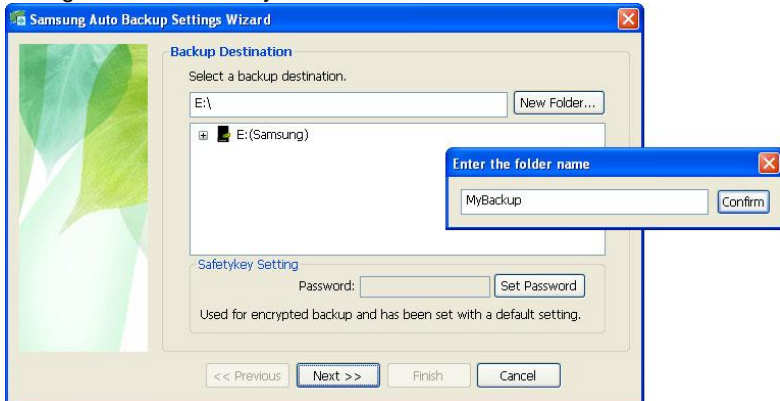 Samsung Auto Backup Settings Wizard
Backup Destination
Select a backup destination.
E:\
New Folder...
E:(Samsung)
Enter the folder name
MyBackup
Confirm
Safetykey Setting
Password:
Set Password
Used for encrypted backup and has been set with a default setting.
<< Previous
Next >>
Finish
Cancel